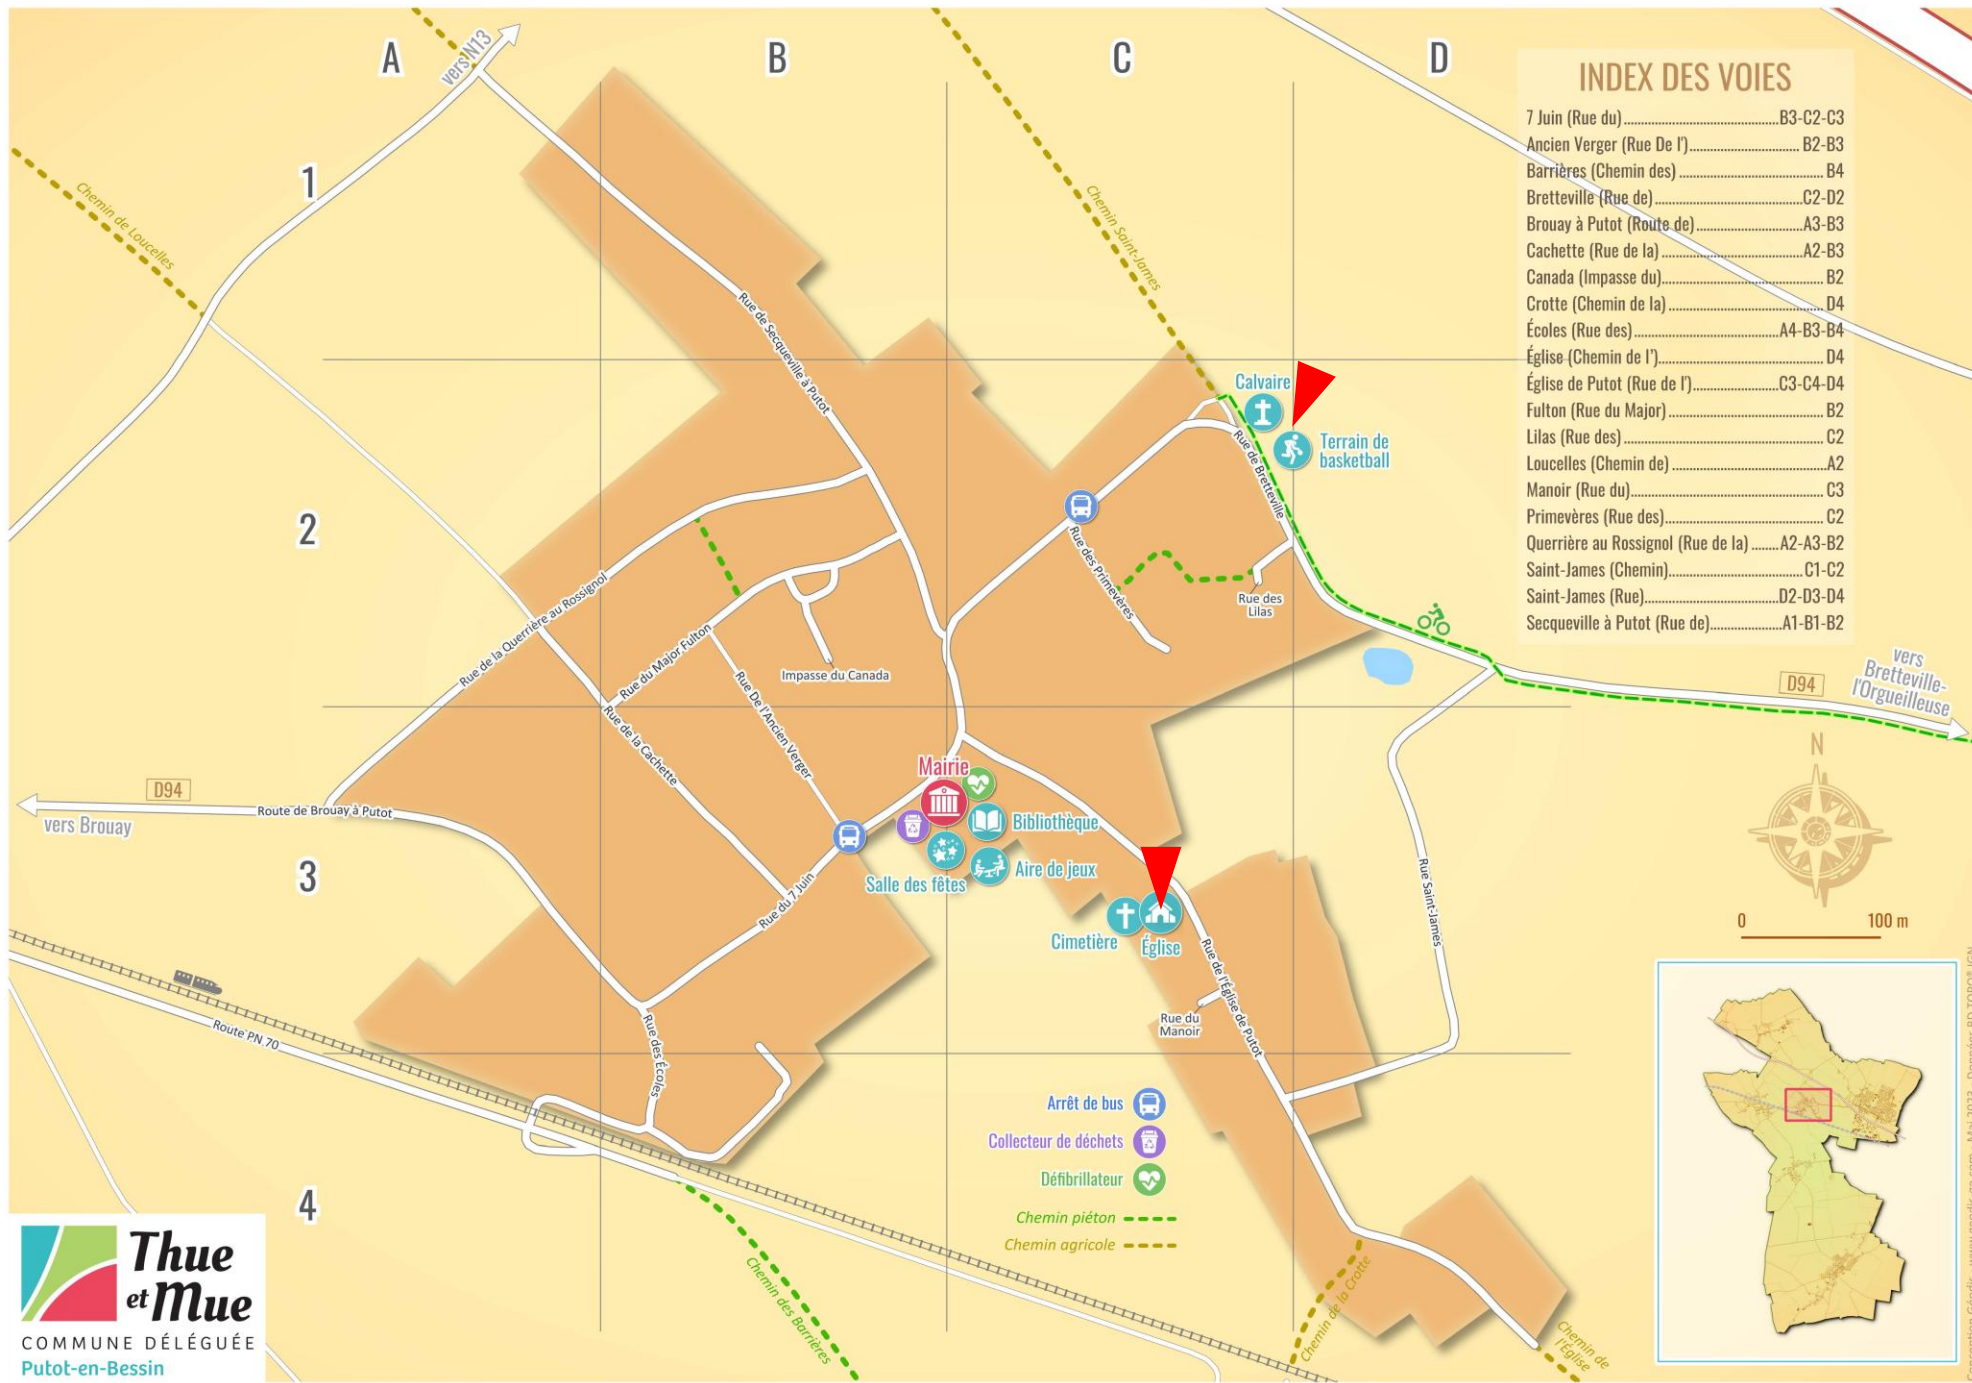 A
B
C
D
vers N13
INDEX DES VOIES
7 Juin (Rue du)....................B3-C2-C3
Ancien Verger (Rue De l')....................B2-B3
Barrières (Chemin des)....................B4
Bretteville (Rue de)....................C2-D2
Brouay à Putot (Route de)....................A3-B3
Cachette (Rue de la)....................A2-B3
Canada (Impasse du)....................B2
Crotte (Chemin de la)....................D4
Écoles (Rue des)....................A4-B3-B4
Église (Chemin de l')....................D4
Église de Putot (Rue de l')....................C3-C4-D4
Fulton (Rue du Major)....................B2
Lilas (Rue des)....................C2
Loucelles (Chemin de)....................A2
Manoir (Rue du)....................C3
Primevères (Rue des)....................C2
Querrière au Rossignol (Rue de la).......A2-A3-B2
Saint-James (Chemin)....................C1-C2
Saint-James (Rue)....................D2-D3-D4
Secqueville à Putot (Rue de)....................A1-B1-B2
1
Chemin de Loucelles
Chemin Saint-James
Rue de Secqueville à Putot
Calvaire
Terrain de
basketball
Rue de Bretteville
2
Rue des Primevères
Rue des
Lilas
Rue de la Querrière au Rossignol
Rue du Major Fulton
Impasse du Canada
Rue De l'Ancien Verger
Rue de la Cachette
vers
Bretteville-
l'Orgueilleuse
D94
N
Mairie
D94
Route de Brouay à Putot
vers Brouay
Bibliothèque
Aire de jeux
Salle des fêtes
3
Rue du 7 Juin
Cimetière
Église
Rue Saint-James
0
100 m
Rue de l'Église de Putot
Rue du
Manoir
Route PN 70
Rue des Écoles
Arrêt de bus
Collecteur de déchets
Défibrillateur
Chemin piéton
Chemin agricole
4
Chemin des Barrières
Chemin de la Crotte
Chemin de
l'Église
Thue
et Mue
COMMUNE DÉLÉGUÉE
Putot-en-Bessin